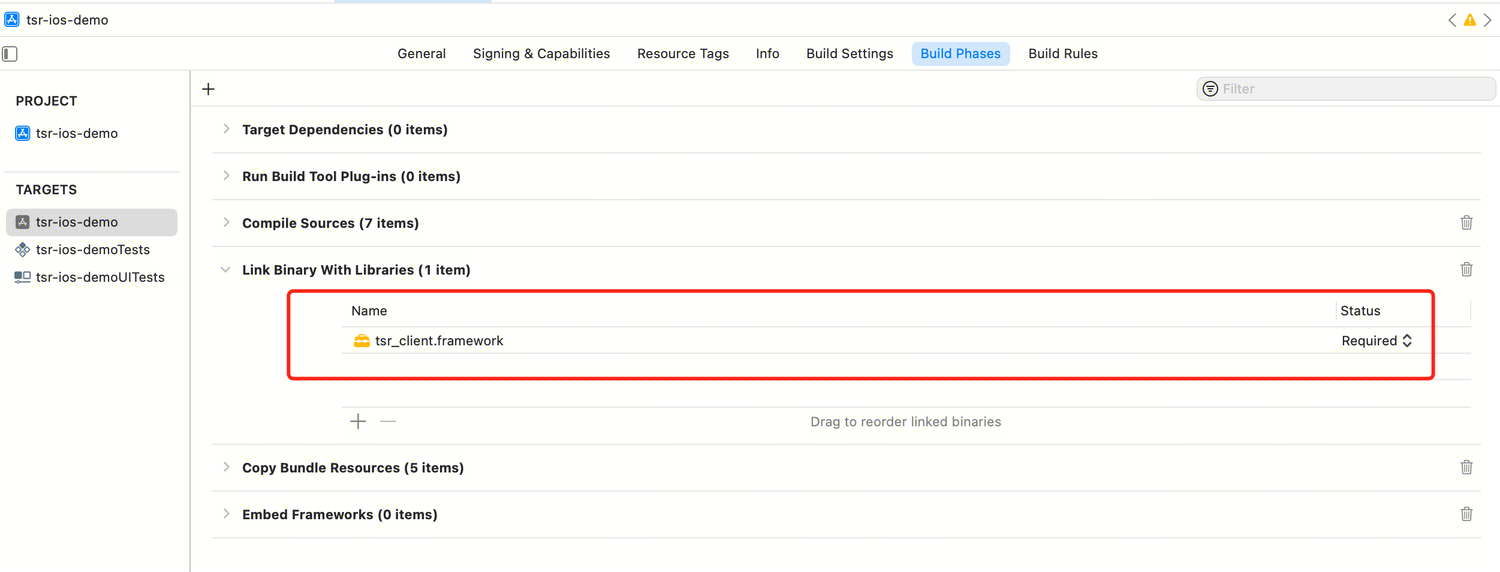 tsr-ios-demo
General Signing & Capabilities Resource Tags Info Build Settings Build Phases Build Rules
Filter
PROJECT
tsr-ios-demo
TARGETS
tsr-ios-demo
tsr-ios-demoTests
tsr-ios-demoUITests
Target Dependencies (0 items)
Run Build Tool Plug-ins (0 items)
Compile Sources (7 items)
Link Binary With Libraries (1 item)
Name Status
tsr_client.framework Required
Drag to reorder linked binaries
Copy Bundle Resources (5 items)
Embed Frameworks (0 items)